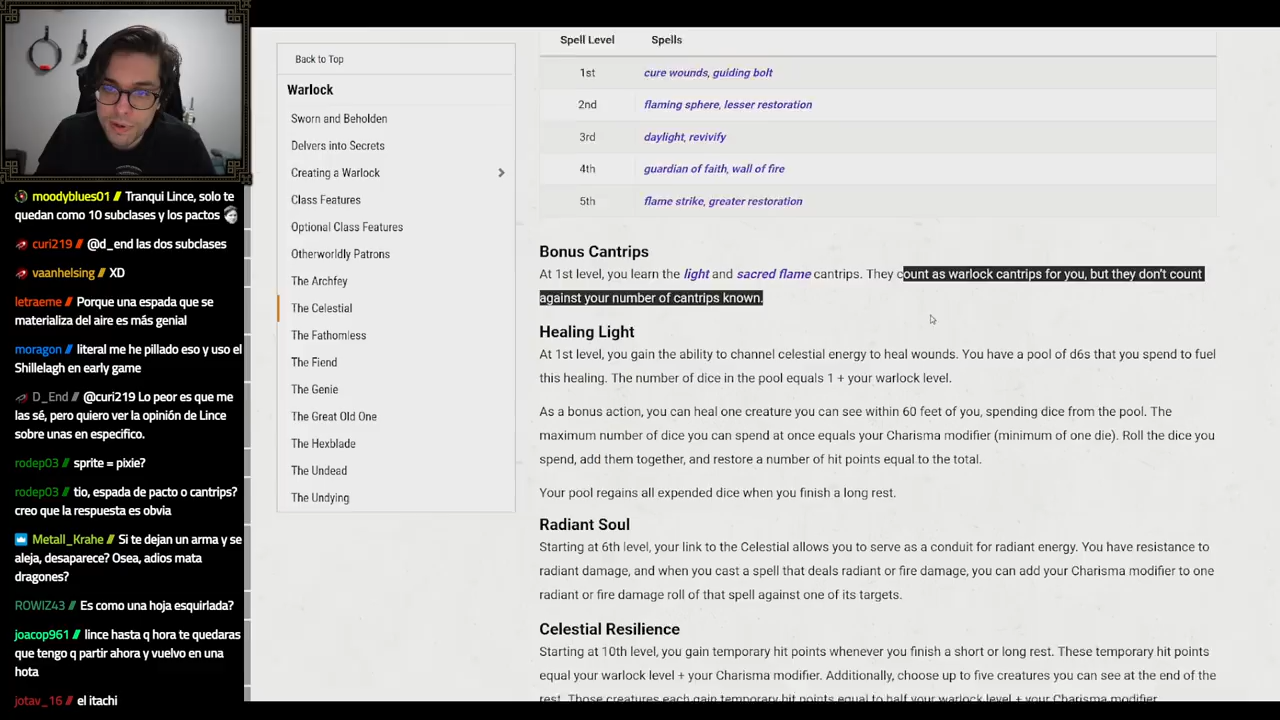 moodyblues01 // Tranqui Lince, solo te
quedan como 10 subclases y los pactos
curi219 // @d_end las dos subclases
vaanhelsing // XD
letraeme // Porque una espada que se
materializa del aire es más genial
moragon // literal me he pillado eso y uso el
Shillelagh en early game
D_End // @curi219 Lo peor es que me
las sé, pero quiero ver la opinión de Lince
sobre unas en especifico.
rodep03 // sprite = pixie?
rodep03 // tio, espada de pacto o cantrips?
creo que la respuesta es obvia
Metall_Krahe // Si te dejan un arma y se
aleja, desaparece? Osea, adios mata
dragones?
ROWIZ43 // Es como una hoja esquirlada?
joacop961 // lince hasta q hora te quedaras
que tengo q partir ahora y vuelvo en una
hota
jotav_16 // el itachi
Back to Top
Warlock
Sworn and Beholden
Delvers into Secrets
Creating a Warlock
Class Features
Optional Class Features
Otherworldly Patrons
The Archfey
The Celestial
The Fathomless
The Fiend
The Genie
The Great Old One
The Hexblade
The Undead
The Undying
Spell Level Spells
1st cure wounds, guiding bolt
2nd flaming sphere, lesser restoration
3rd daylight, revivify
4th guardian of faith, wall of fire
5th flame strike, greater restoration
Bonus Cantrips
At 1st level, you learn the light and sacred flame cantrips. They count as warlock cantrips for you, but they don't count
against your number of cantrips known.
Healing Light
At 1st level, you gain the ability to channel celestial energy to heal wounds. You have a pool of d6s that you spend to fuel
this healing. The number of dice in the pool equals 1 + your warlock level.
As a bonus action, you can heal one creature you can see within 60 feet of you, spending dice from the pool. The
maximum number of dice you can spend at once equals your Charisma modifier (minimum of one die). Roll the dice you
spend, add them together, and restore a number of hit points equal to the total.
Your pool regains all expended dice when you finish a long rest.
Radiant Soul
Starting at 6th level, your link to the Celestial allows you to serve as a conduit for radiant energy. You have resistance to
radiant damage, and when you cast a spell that deals radiant or fire damage, you can add your Charisma modifier to one
radiant or fire damage roll of that spell against one of its targets.
Celestial Resilience
Starting at 10th level, you gain temporary hit points whenever you finish a short or long rest. These temporary hit points
equal your warlock level + your Charisma modifier. Additionally, choose up to five creatures you can see at the end of the
rest. Those creatures each gain points equal to half your warlock level + your Charisma modifier.